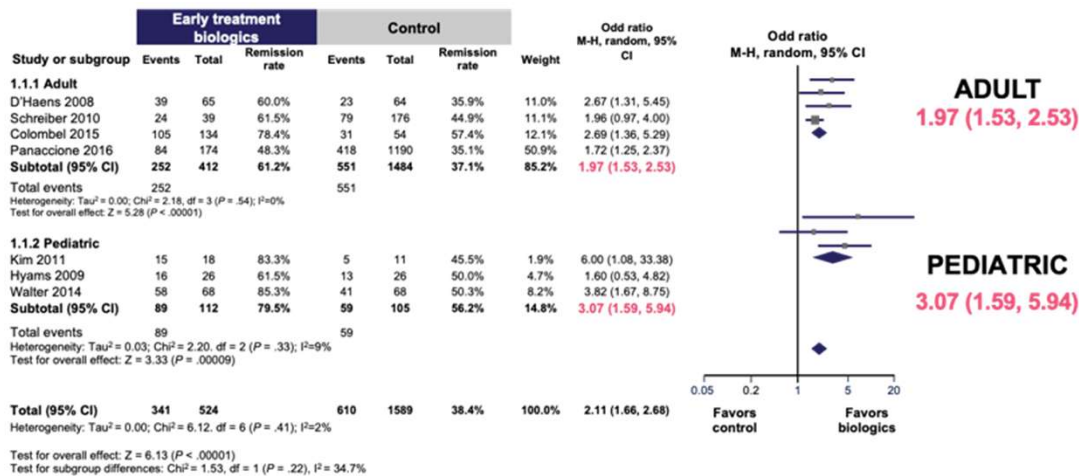 Early treatment biologics Control Odd ratio M-H, random, 95% CI Odd ratio M-H, random, 95% CI
Study or subgroup Events Total Remission rate Events Total Remission rate Weight
1.1.1 Adult
D'Haens 2008 39 65 60.0% 23 64 35.9% 11.0% 2.67 (1.31, 5.45)
Schreiber 2010 24 39 61.5% 79 176 44.9% 11.1% 1.96 (0.97, 4.00)
Colombel 2015 105 134 78.4% 31 54 57.4% 12.1% 2.69 (1.36, 5.29)
Panaccione 2016 84 174 48.3% 418 1190 35.1% 50.9% 1.72 (1.25, 2.37)
Subtotal (95% CI) 252 412 61.2% 551 1484 37.1% 85.2% 1.97 (1.53, 2.53)
Total events 252 551
Heterogeneity: Tau² = 0.00; Chi² = 2.18, df = 3 (P = .54); I²=0%
Test for overall effect: Z = 5.28 (P < .00001)
ADULT
1.97 (1.53, 2.53)
1.1.2 Pediatric
Kim 2011 15 18 83.3% 5 11 45.5% 1.9% 6.00 (1.08, 33.38)
Hyams 2009 16 26 61.5% 13 26 50.0% 4.7% 1.60 (0.53, 4.82)
Walter 2014 58 68 85.3% 41 68 50.3% 8.2% 3.82 (1.67, 8.75)
Subtotal (95% CI) 89 112 79.5% 59 105 56.2% 14.8% 3.07 (1.59, 5.94)
Total events 89 59
Heterogeneity: Tau² = 0.03; Chi² = 2.20. df = 2 (P = .33); I²=9%
Test for overall effect: Z = 3.33 (P = .00009)
PEDIATRIC
3.07 (1.59, 5.94)
0.05 0.2 1 5 20
Favors control Favors biologics
Total (95% CI) 341 524 610 1589 38.4% 100.0% 2.11 (1.66, 2.68)
Heterogeneity: Tau² = 0.00; Chi² = 6.12. df = 6 (P = .41); I²=2%
Test for overall effect: Z = 6.13 (P < .00001)
Test for subgroup differences: Chi² = 1.53, df = 1 (P = .22), I² = 34.7%